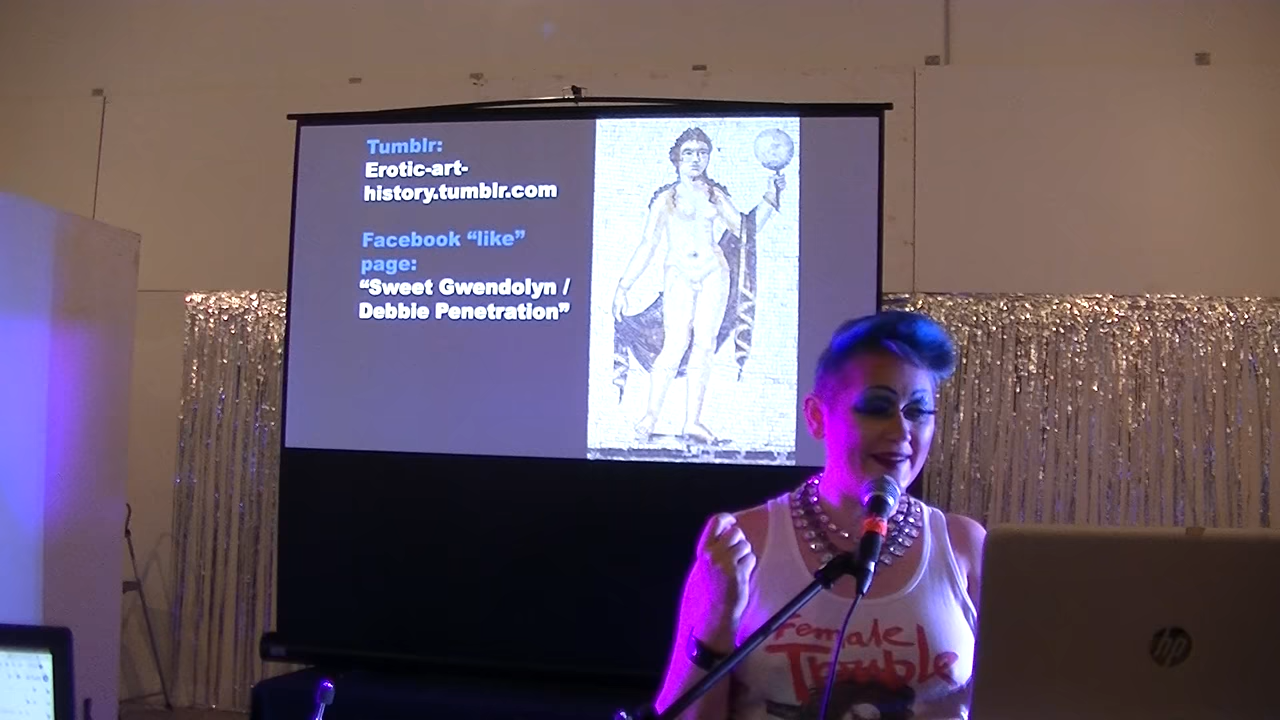 Tumblr:
Erotic-art-
history.tumblr.com
Facebook “like”
page:
“Sweet Gwendolyn /
Debbie Penetration”
Female
Trouble
hp